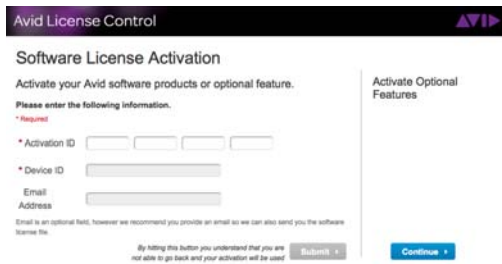 Avid License Control
AVID
Software License Activation
Activate your Avid software products or optional feature.
Please enter the following information.
* Required
* Activation ID
* Device ID
Email
Address
Email is an optional field, however we recommend you provide an email so we can also send you the software
license file.
By hitting this button you understand that you are
not able to go back and your activation will be used
Submit
Activate Optional
Features
Continue